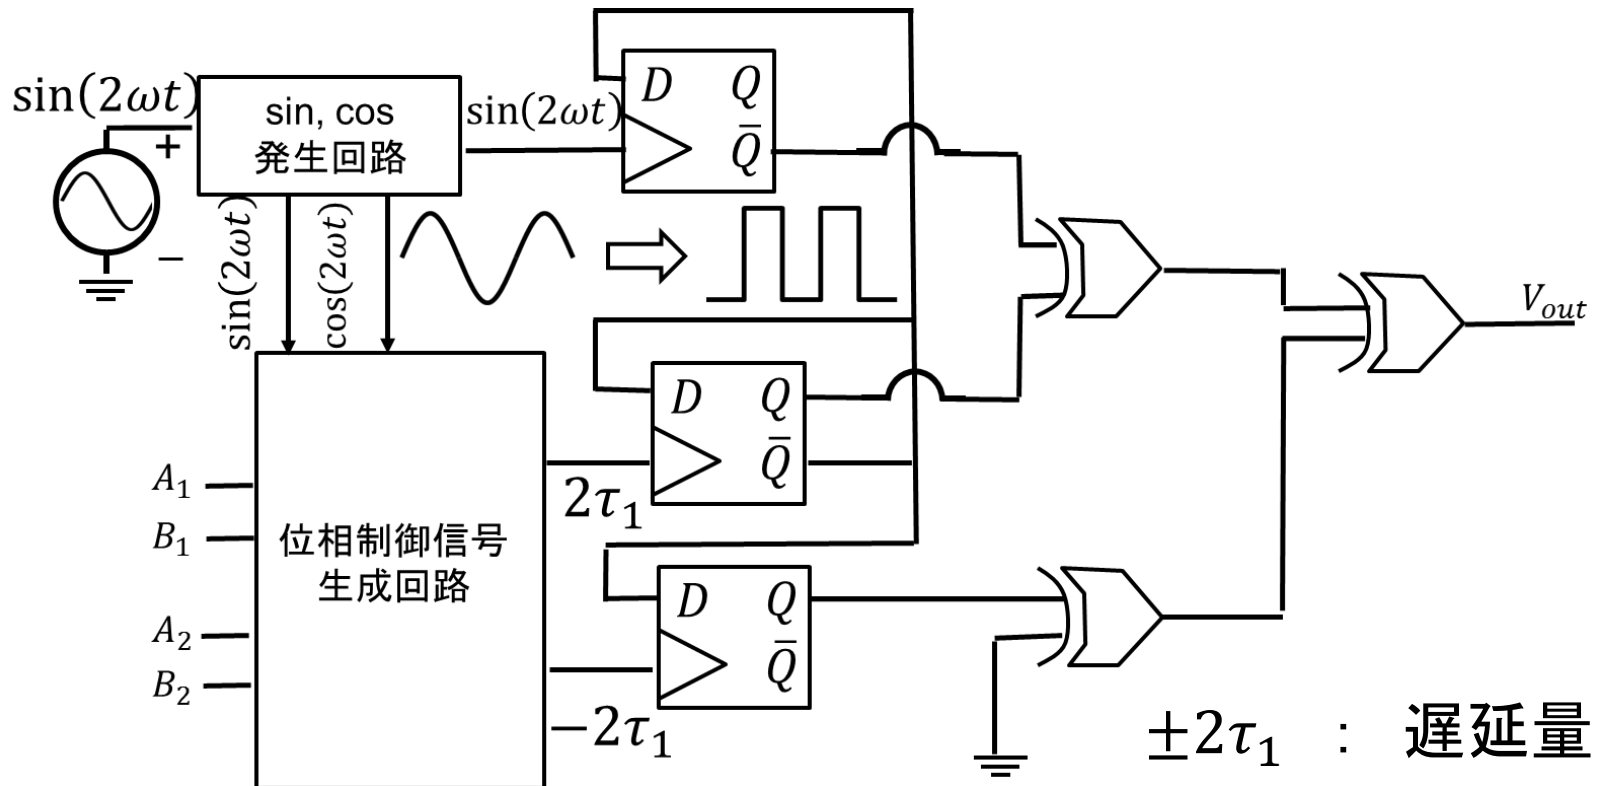 sin(2ωt)
+
−
sin, cos
発生回路
sin(2ωt)
D Q
Q̅
sin(2ωt)
cos(2ωt)
D Q
Q̅
2τ₁
A₁
B₁
A₂
B₂
位相制御信号
生成回路
D Q
Q̅
−2τ₁
V_out
±2τ₁ : 遅延量